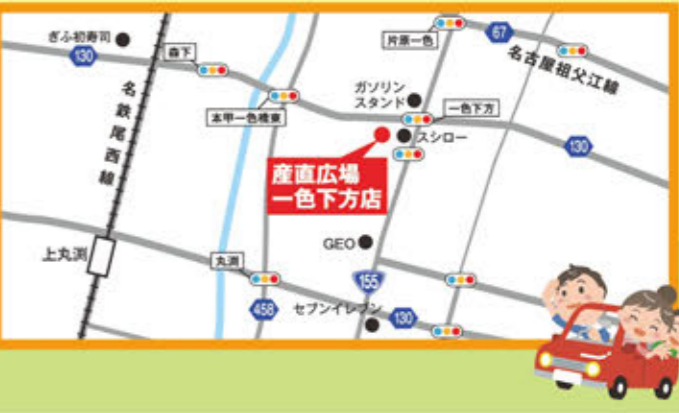 ぎふ初寿司
130
森下
名鉄尾西線
本甲一色橋東
片原一色
67
名古屋祖父江線
ガソリン
スタンド
一色下方
スシロー
130
産直広場
一色下方店
上丸渕
丸渕
GEO
155
458
セブンイレブン
130